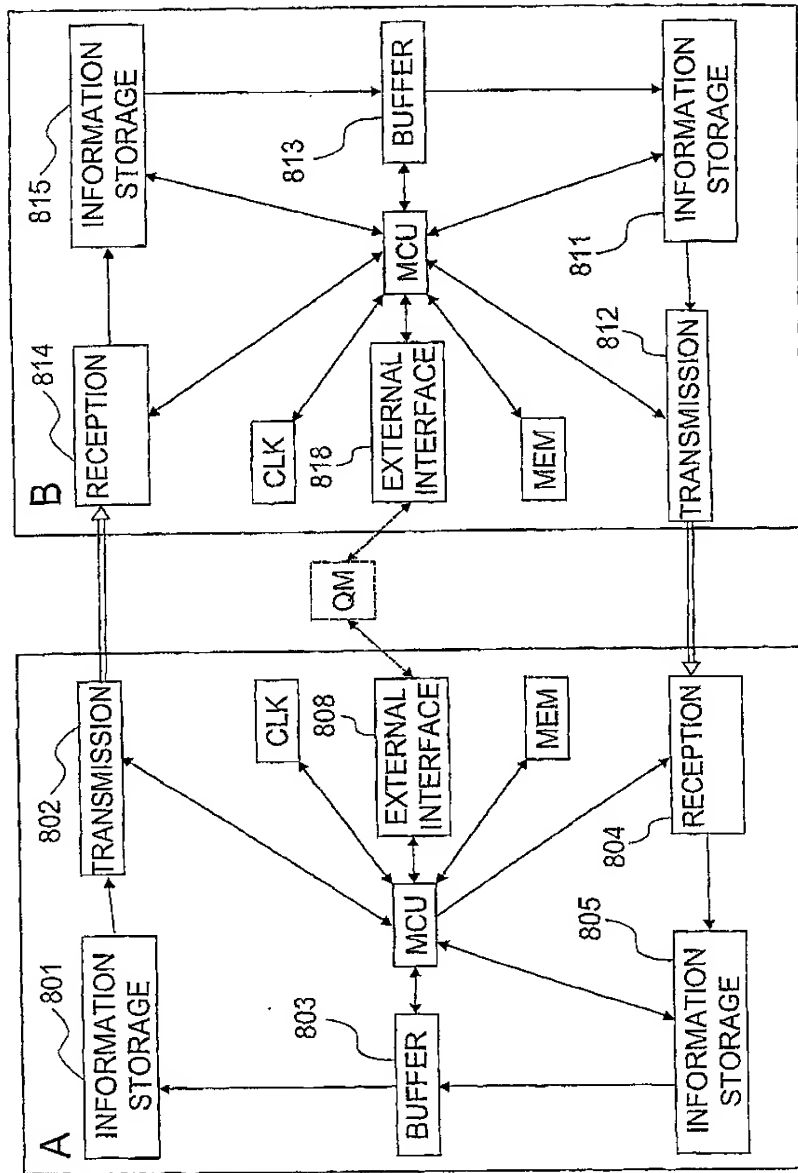 A
INFORMATION
STORAGE
801
TRANSMISSION
802
BUFFER
803
MCU
CLK
EXTERNAL
INTERFACE
808
MEM
INFORMATION
STORAGE
805
RECEPTION
804
QM
B
RECEPTION
814
INFORMATION
STORAGE
815
CLK
EXTERNAL
INTERFACE
818
MCU
BUFFER
813
MEM
TRANSMISSION
812
INFORMATION
STORAGE
811